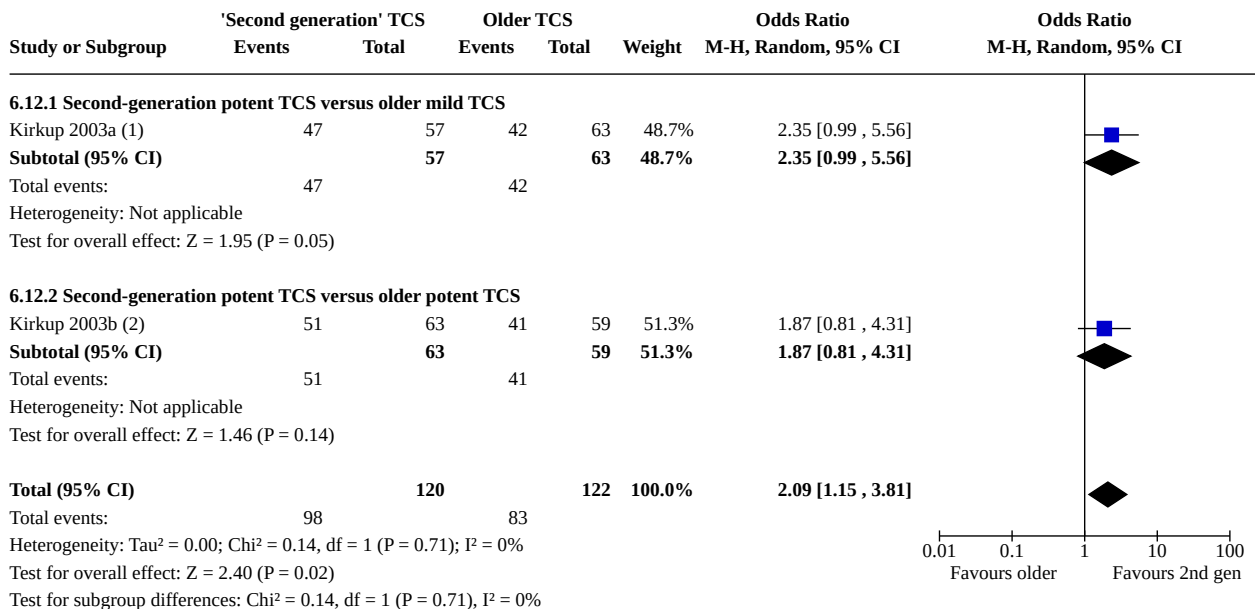 'Second generation' TCS Older TCS Odds Ratio Odds Ratio
Study or Subgroup Events Total Events Total Weight M-H, Random, 95% CI M-H, Random, 95% CI
6.12.1 Second-generation potent TCS versus older mild TCS
Kirkup 2003a (1) 47 57 42 63 48.7% 2.35 [0.99 , 5.56]
Subtotal (95% CI) 57 63 48.7% 2.35 [0.99 , 5.56]
Total events: 47 42
Heterogeneity: Not applicable
Test for overall effect: Z = 1.95 (P = 0.05)
6.12.2 Second-generation potent TCS versus older potent TCS
Kirkup 2003b (2) 51 63 41 59 51.3% 1.87 [0.81 , 4.31]
Subtotal (95% CI) 63 59 51.3% 1.87 [0.81 , 4.31]
Total events: 51 41
Heterogeneity: Not applicable
Test for overall effect: Z = 1.46 (P = 0.14)
Total (95% CI) 120 122 100.0% 2.09 [1.15 , 3.81]
Total events: 98 83
Heterogeneity: Tau² = 0.00; Chi² = 0.14, df = 1 (P = 0.71); I² = 0%
0.01 0.1 1 10 100
Test for overall effect: Z = 2.40 (P = 0.02) Favours older Favours 2nd gen
Test for subgroup differences: Chi² = 0.14, df = 1 (P = 0.71), I² = 0%